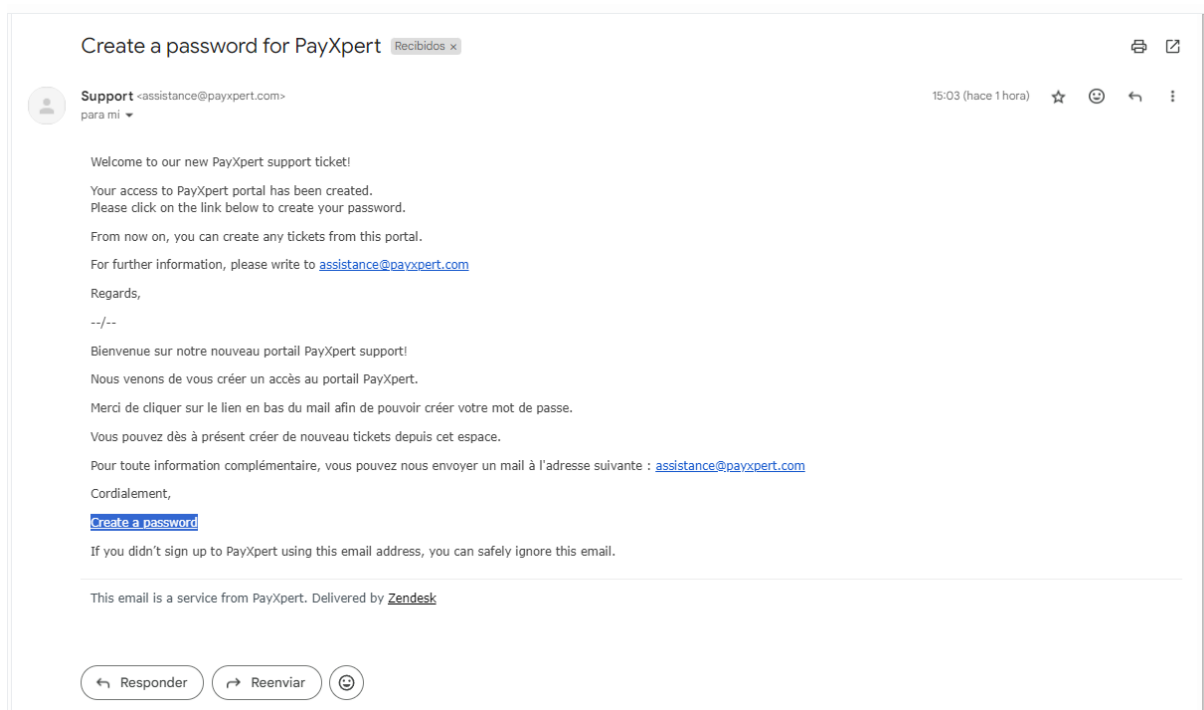 Create a password for PayXpert Recibidos ×
Support <assistance@payxpert.com> 15:03 (hace 1 hora)
para mi
Welcome to our new PayXpert support ticket!
Your access to PayXpert portal has been created.
Please click on the link below to create your password.
From now on, you can create any tickets from this portal.
For further information, please write to assistance@payxpert.com
Regards,
--/--
Bienvenue sur notre nouveau portail PayXpert support!
Nous venons de vous créer un accès au portail PayXpert.
Merci de cliquer sur le lien en bas du mail afin de pouvoir créer votre mot de passe.
Vous pouvez dès à présent créer de nouveau tickets depuis cet espace.
Pour toute information complémentaire, vous pouvez nous envoyer un mail à l'adresse suivante : assistance@payxpert.com
Cordialement,
Create a password
If you didn't sign up to PayXpert using this email address, you can safely ignore this email.
This email is a service from PayXpert. Delivered by Zendesk
Responder Reenviar